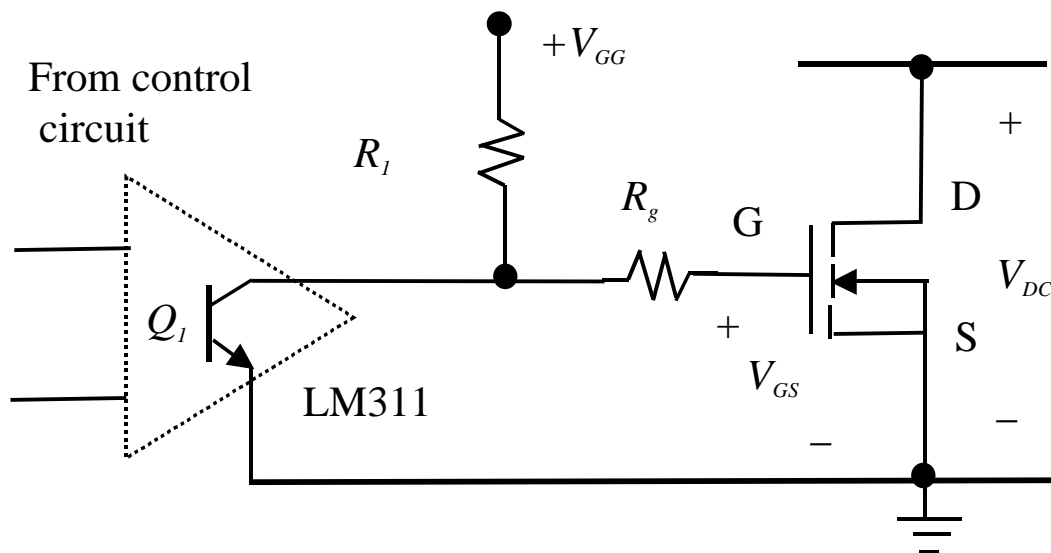 +V_GG
From control
circuit
R_1
+
R_g
G
D
V_DC
Q_1
+
S
V_GS
LM311
−
−